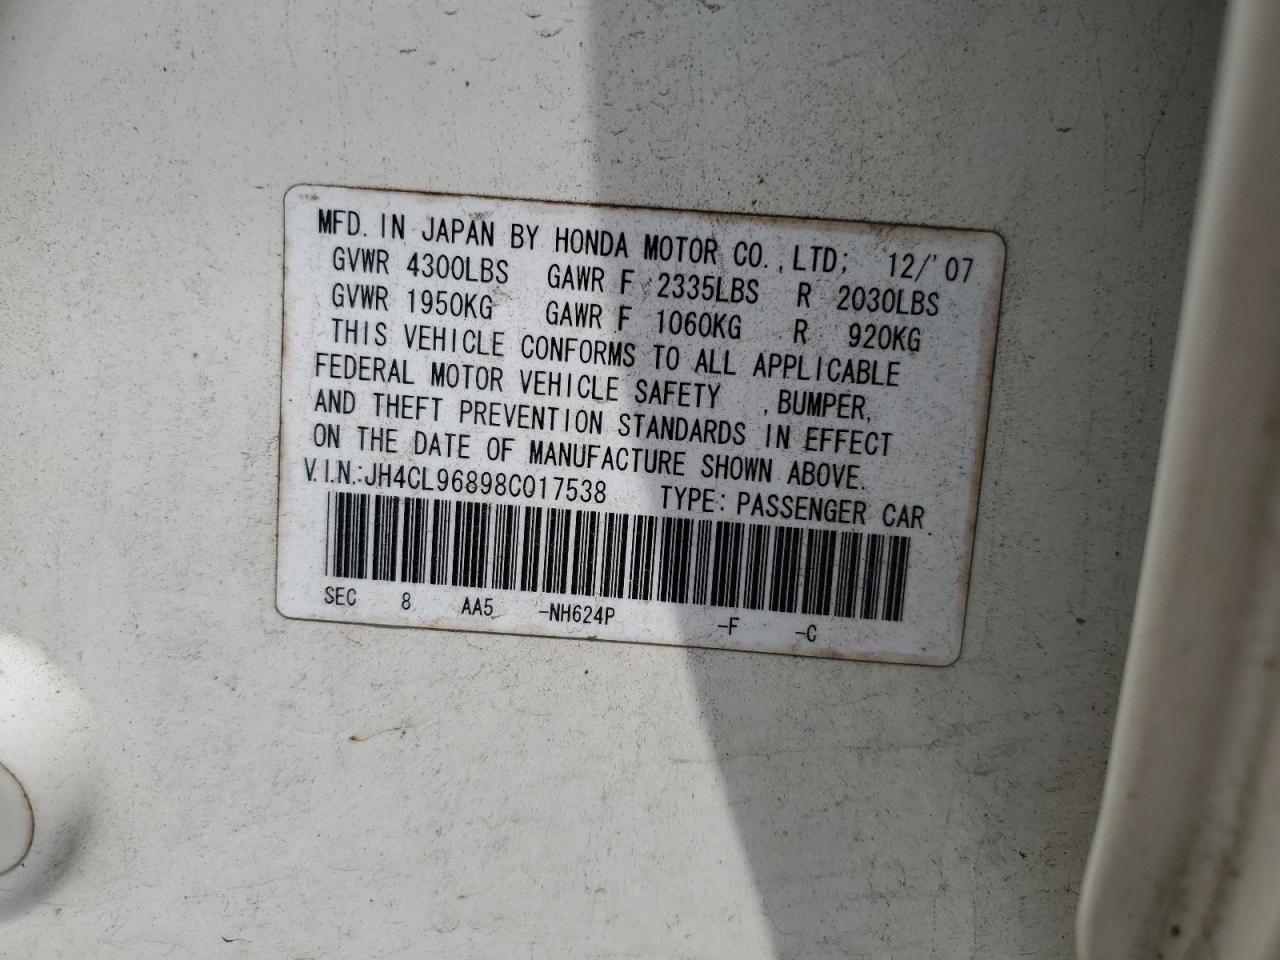 MFD. IN JAPAN BY HONDA MOTOR CO., LTD; 12/'07
GVWR 4300LBS GAWR F 2335LBS R 2030LBS
GVWR 1950KG GAWR F 1060KG R 920KG
THIS VEHICLE CONFORMS TO ALL APPLICABLE
FEDERAL MOTOR VEHICLE SAFETY , BUMPER,
AND THEFT PREVENTION STANDARDS IN EFFECT
ON THE DATE OF MANUFACTURE SHOWN ABOVE.
V.I.N.:JH4CL96898C017538 TYPE: PASSENGER CAR
SEC 8 AA5 -NH624P -F -C